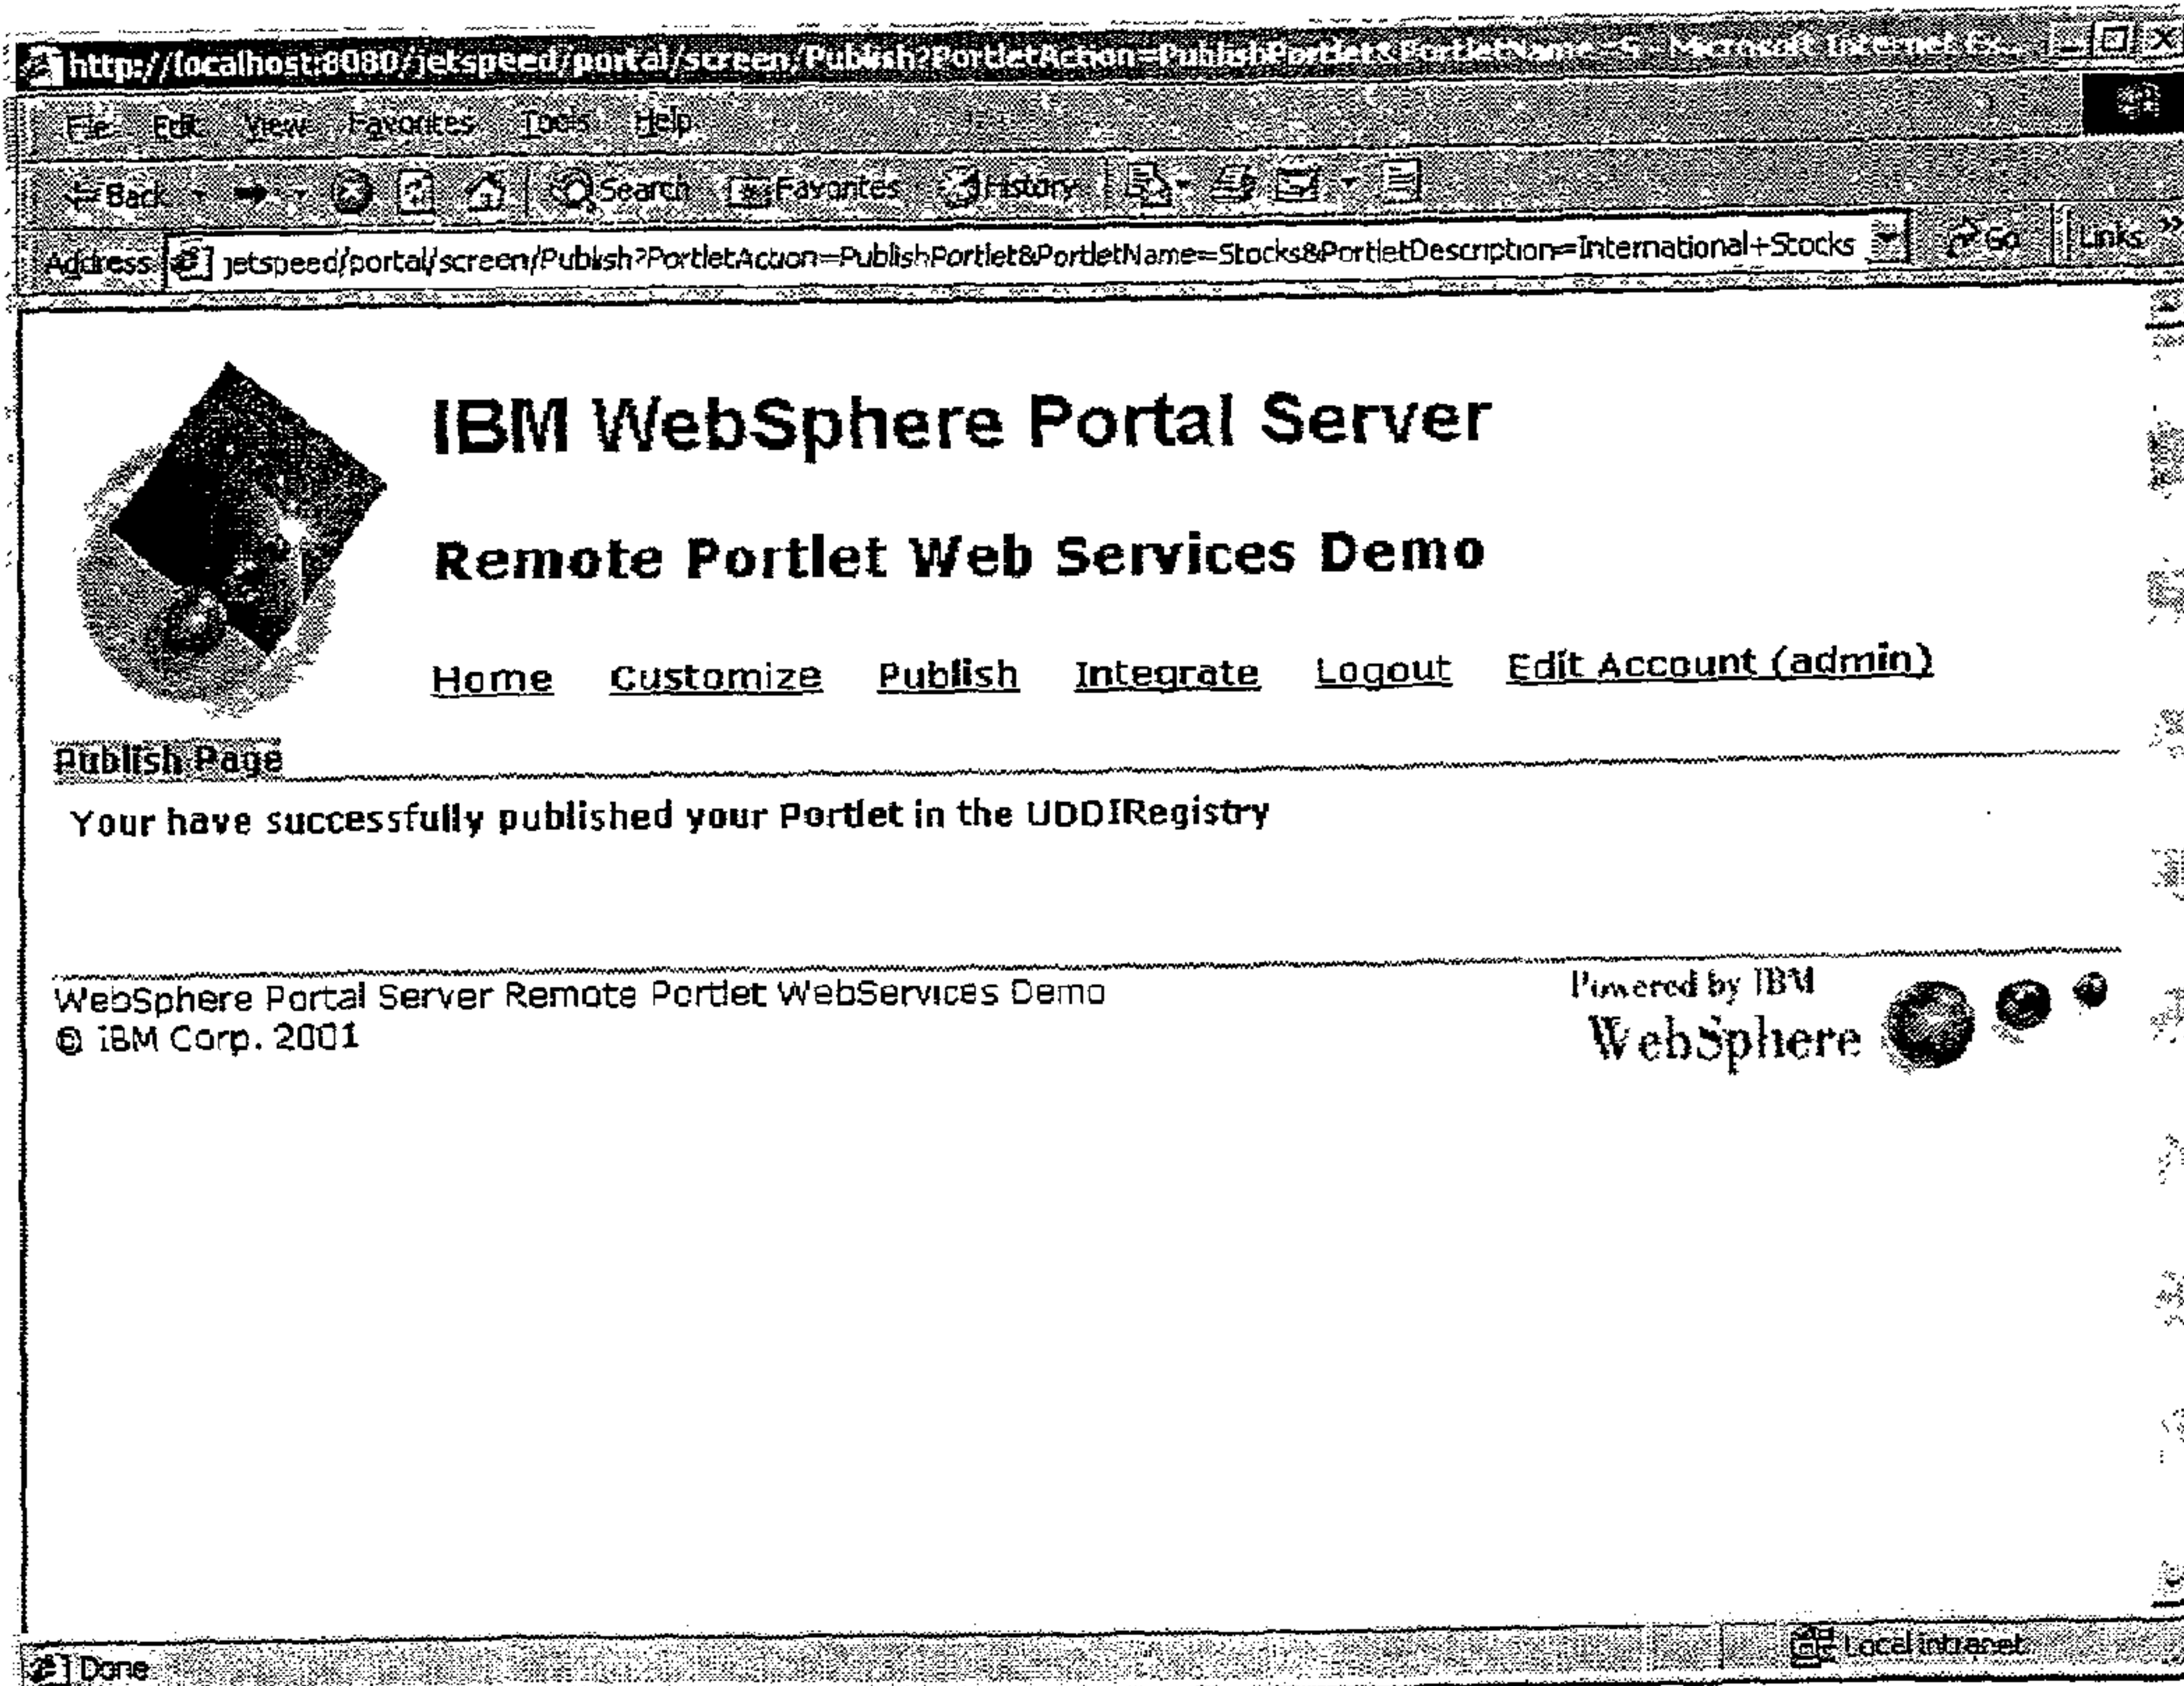 http://localhost:8080/jetspeed/portal/screen/Publish?PortletAction=PublishPortlet&PortletName=S - Microsoft Internet Ex...
File Edit View Favorites Tools Help
Back Search Favorites History
Address jetspeed/portal/screen/Publish?PortletAction=PublishPortlet&PortletName=Stocks&PortletDescription=International+Stocks Go Links »
IBM WebSphere Portal Server
Remote Portlet Web Services Demo
Home Customize Publish Integrate Logout Edit Account (admin)
Publish Page
Your have successfully published your Portlet in the UDDIRegistry
WebSphere Portal Server Remote Portlet WebServices Demo
© IBM Corp. 2001
Powered by IBM
WebSphere
Done Local intranet